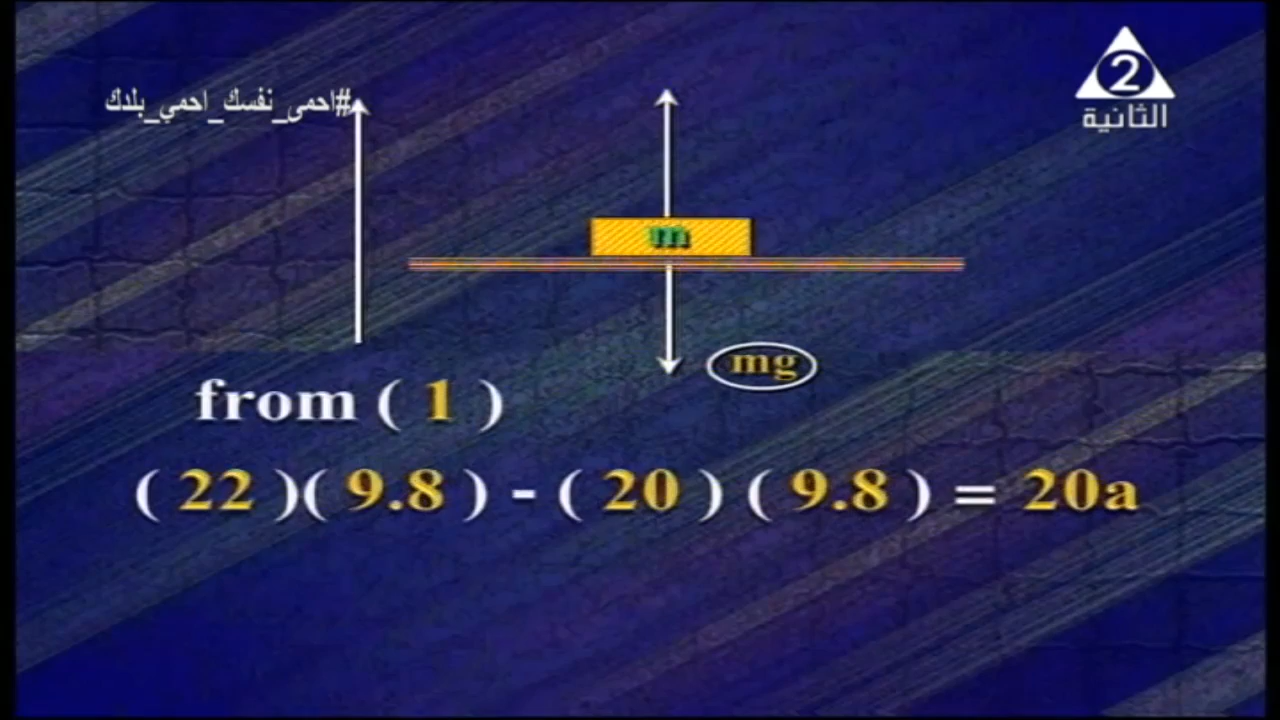 #احمى_نفسك_احمي_بلدك
2
الثانية
m
mg
from ( 1 )
( 22 )( 9.8 ) - ( 20 ) ( 9.8 ) = 20a